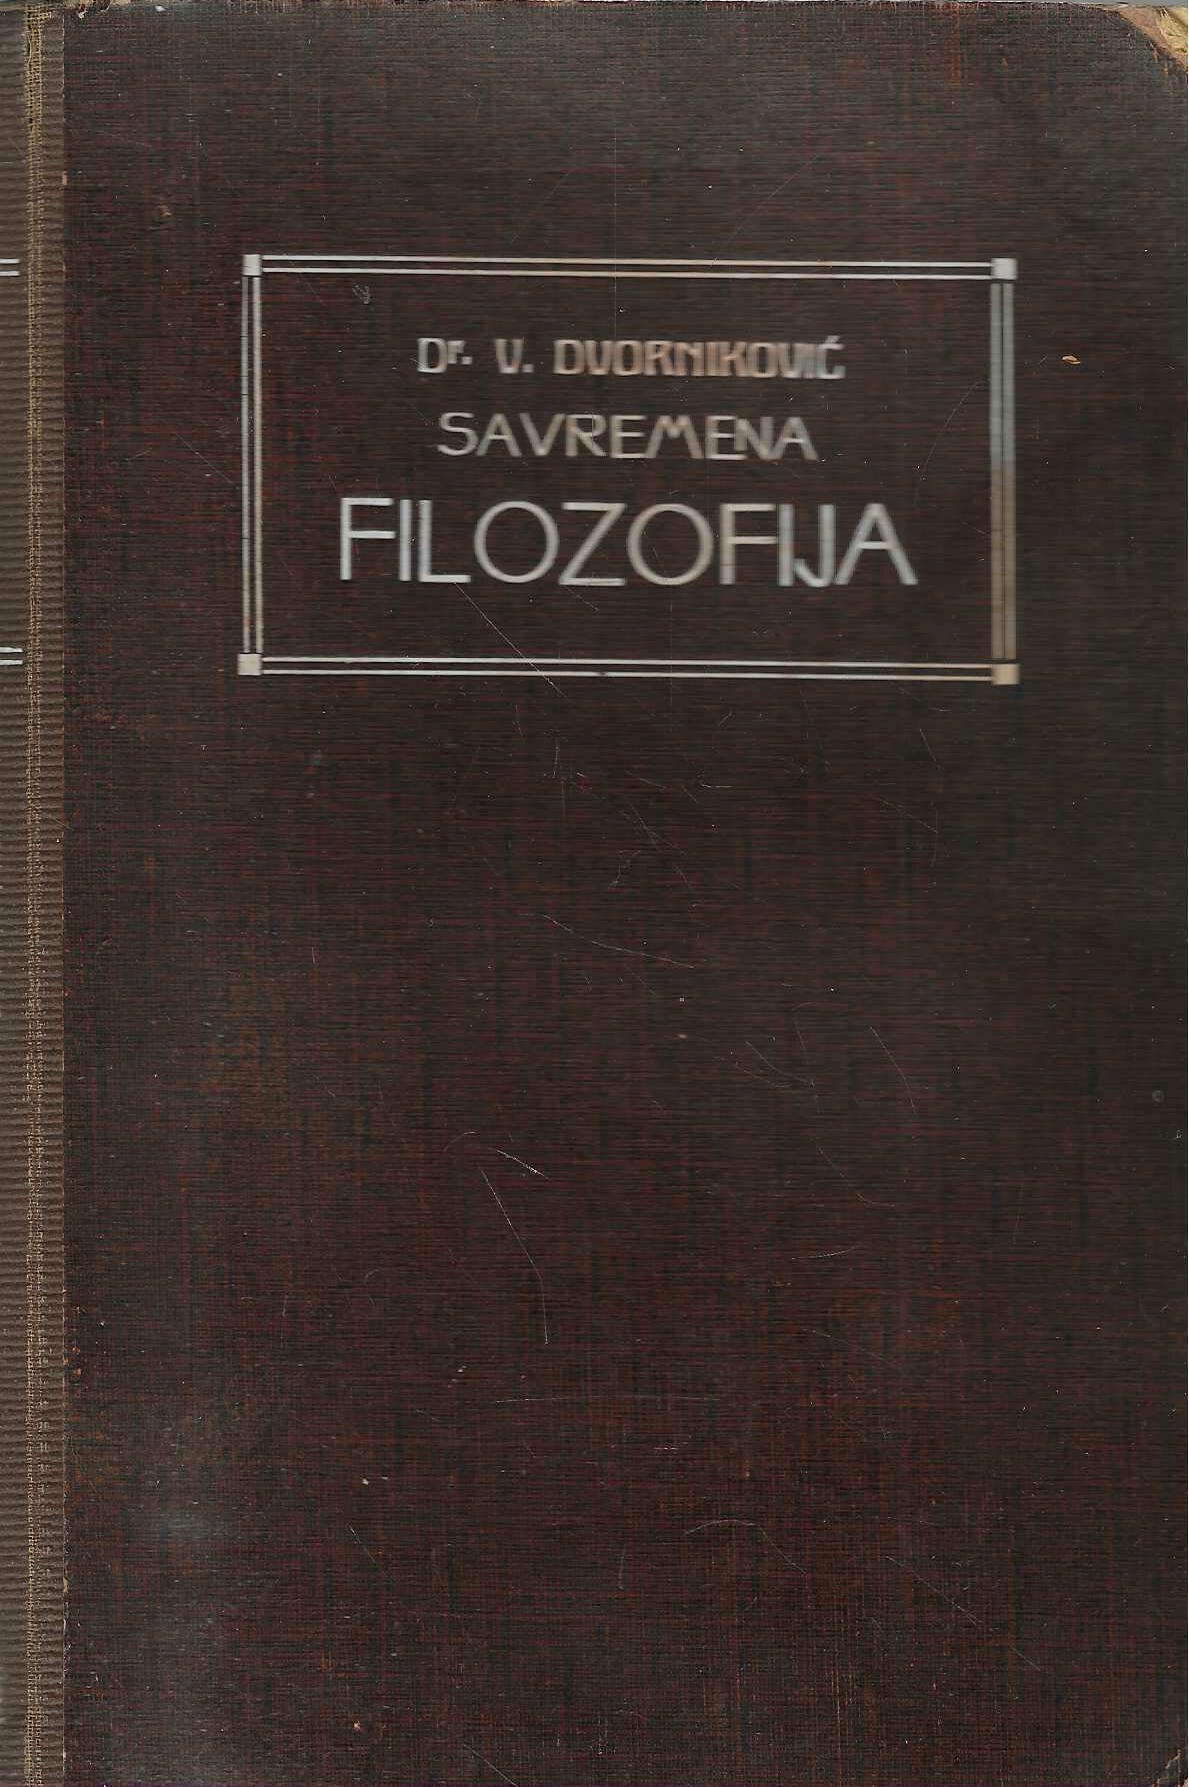 Dr. V. DVORNIKOVIĆ
SAVREMENA
FILOZOFIJA